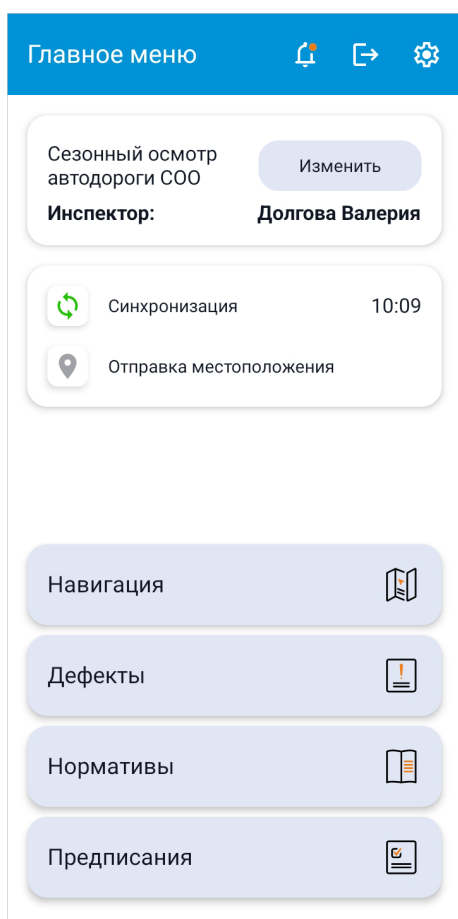 Главное меню
Сезонный осмотр
автодороги СОО
Изменить
Инспектор: Долгова Валерия
Синхронизация 10:09
Отправка местоположения
Навигация
Дефекты
Нормативы
Предписания